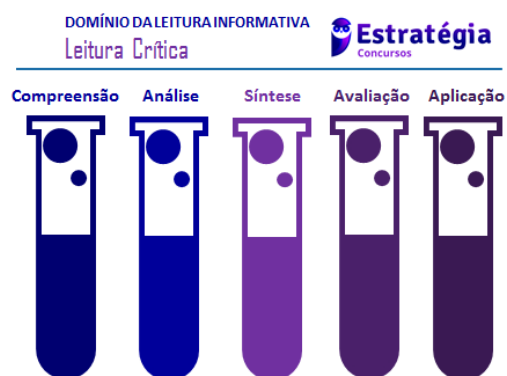 DOMÍNIO DA LEITURA INFORMATIVA
Leitura Crítica
Estratégia
Concursos
Compreensão Análise Síntese Avaliação Aplicação